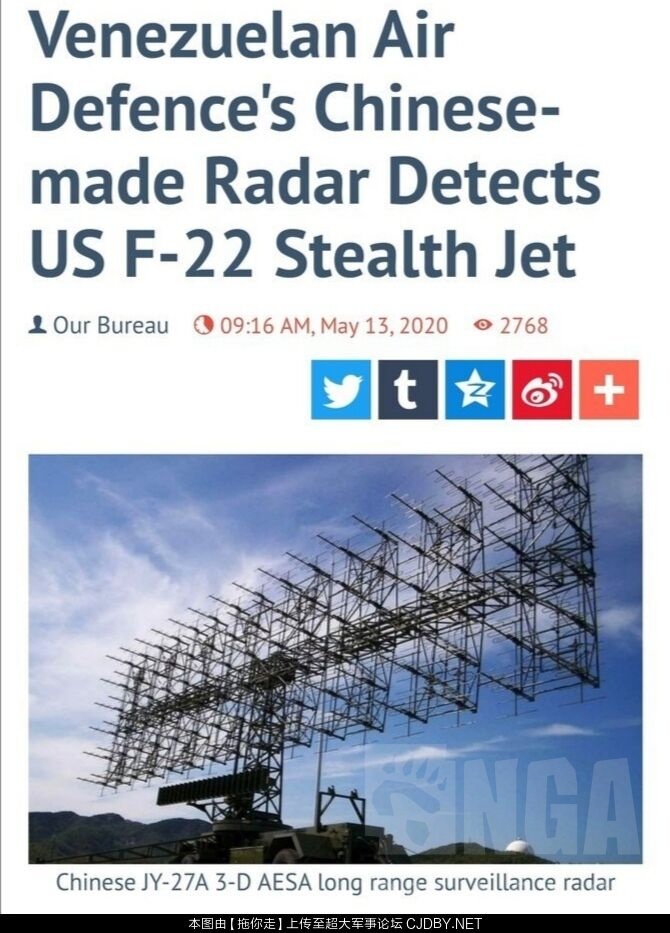 Venezuelan Air
Defence's Chinese-
made Radar Detects
US F-22 Stealth Jet
Our Bureau 09:16 AM, May 13, 2020 2768
NGA
Chinese JY-27A 3-D AESA long range surveillance radar
本图由【拖你走】上传至超大军事论坛 CJDBY.NET